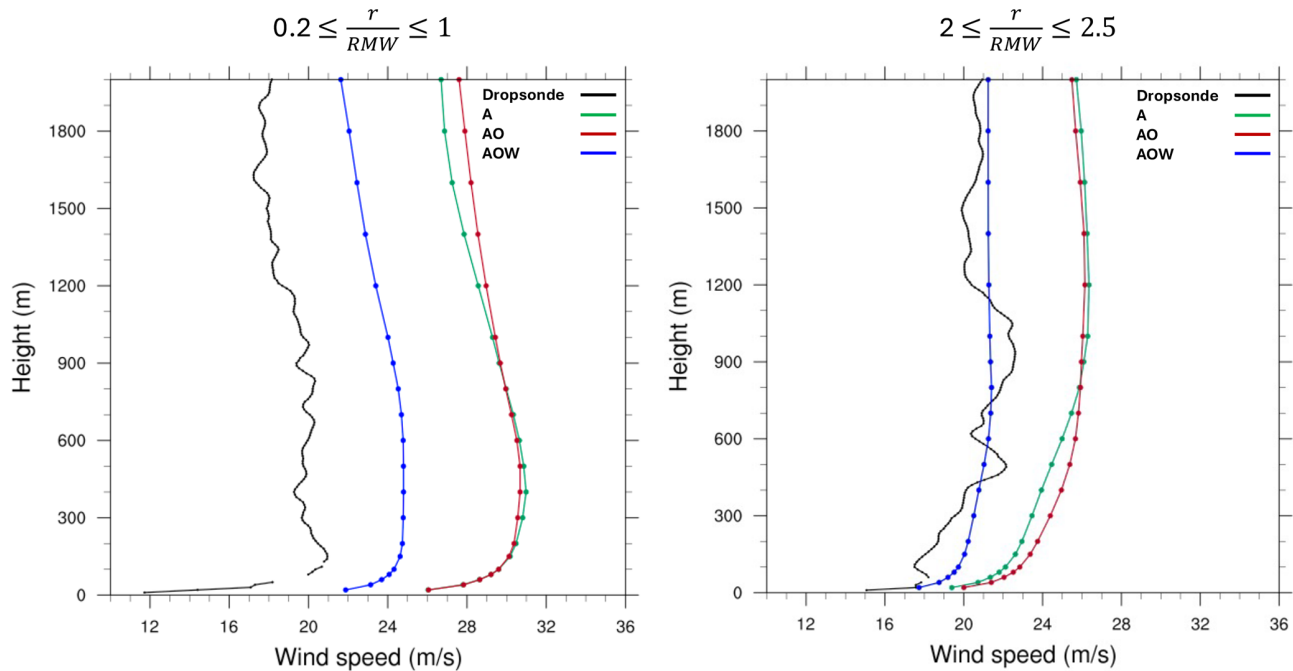 0.2 ≤ r/RMW ≤ 1
2 ≤ r/RMW ≤ 2.5
Dropsonde
A
AO
AOW
1800
1500
1200
900
600
300
0
Height (m)
12 16 20 24 28 32 36
Wind speed (m/s)
Dropsonde
A
AO
AOW
1800
1500
1200
900
600
300
0
Height (m)
12 16 20 24 28 32 36
Wind speed (m/s)